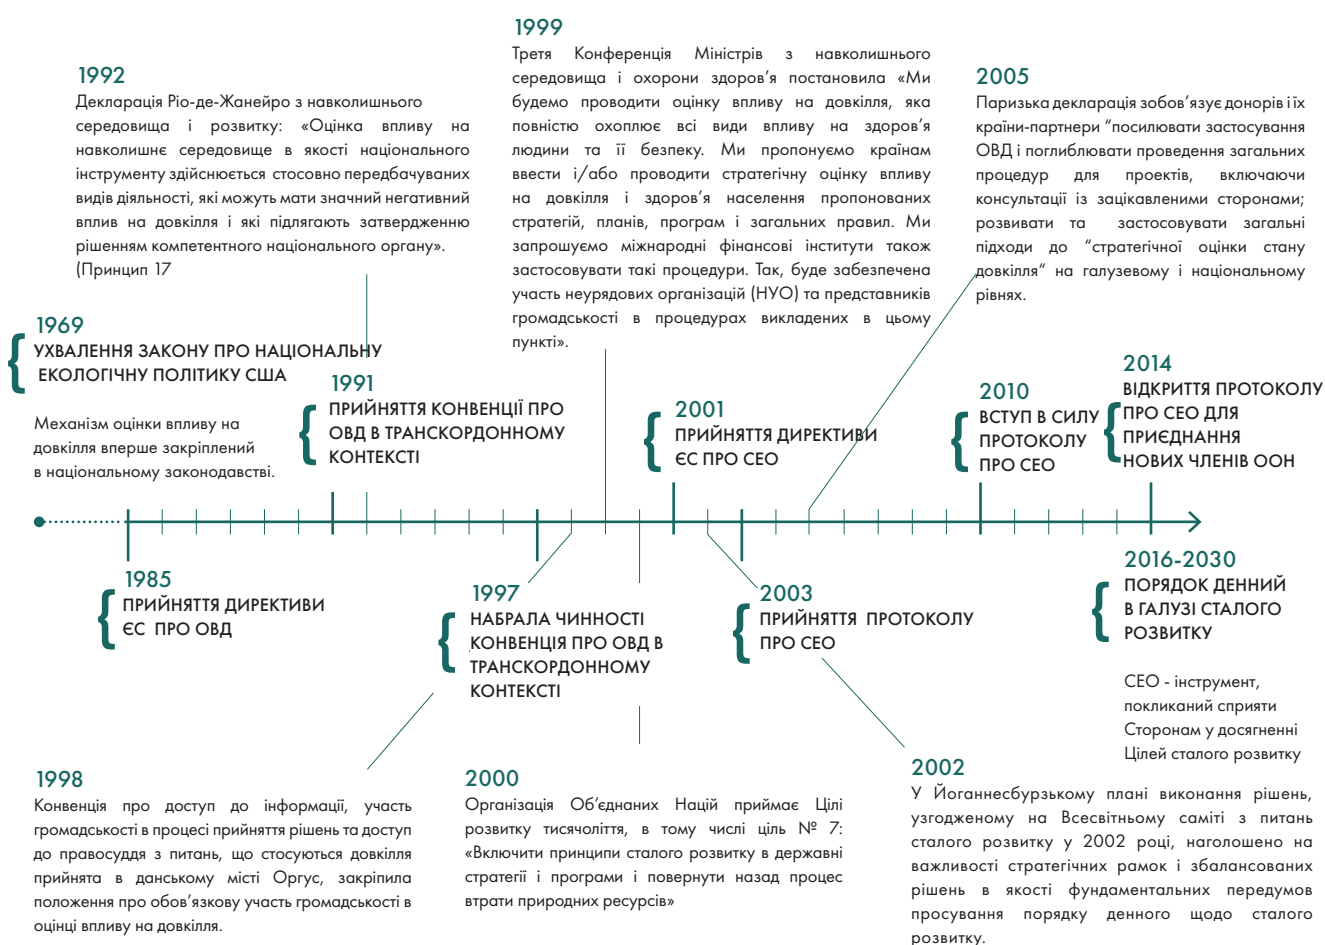 1992
Декларація Ріо-де-Жанейро з навколишнього
середовища і розвитку: «Оцінка впливу на
навколишнє середовище в якості національного
інструменту здійснюється стосовно передбачуваних
видів діяльності, які можуть мати значний негативний
вплив на довкілля і які підлягають затвердженню
рішенням компетентного національного органу».
(Принцип 17
1999
Третя Конференція Міністрів з навколишнього
середовища і охорони здоров’я постановила «Ми
будемо проводити оцінку впливу на довкілля, яка
повністю охоплює всі види впливу на здоров’я
людини та її безпеку. Ми пропонуємо країнам
ввести і/або проводити стратегічну оцінку впливу
на довкілля і здоров’я населення пропонованих
стратегій, планів, програм і загальних правил. Ми
запрошуємо міжнародні фінансові інститути також
застосовувати такі процедури. Так, буде забезпечена
участь неурядових організацій (НУО) та представників
громадськості в процедурах викладених в цьому
пункті».
2005
Паризька декларація зобов’язує донорів і їх
країни-партнери “посилювати застосування
ОВД і поглиблювати проведення загальних
процедур для проектів, включаючи
консультації із зацікавленими сторонами;
розвивати та застосовувати загальні
підходи до “стратегічної оцінки стану
довкілля” на галузевому і національному
рівнях.
1969
УХВАЛЕННЯ ЗАКОНУ ПРО НАЦІОНАЛЬНУ
ЕКОЛОГІЧНУ ПОЛІТИКУ США
Механізм оцінки впливу на
довкілля вперше закріплений
в національному законодавстві.
1991
ПРИЙНЯТТЯ КОНВЕНЦІЇ ПРО
ОВД В ТРАНСКОРДОННОМУ
КОНТЕКСТІ
2001
ПРИЙНЯТТЯ ДИРЕКТИВИ
ЄС ПРО СЕО
2010
ВСТУП В СИЛУ
ПРОТОКОЛУ
ПРО СЕО
2014
ВІДКРИТТЯ ПРОТОКОЛУ
ПРО СЕО ДЛЯ
ПРИЄДНАННЯ
НОВИХ ЧЛЕНІВ ООН
1985
ПРИЙНЯТТЯ ДИРЕКТИВИ
ЄС ПРО ОВД
1997
НАБРАЛА ЧИННОСТІ
КОНВЕНЦІЯ ПРО ОВД В
ТРАНСКОРДОННОМУ
КОНТЕКСТІ
2003
ПРИЙНЯТТЯ ПРОТОКОЛУ
ПРО СЕО
2016-2030
ПОРЯДОК ДЕННИЙ
В ГАЛУЗІ СТАЛОГО
РОЗВИТКУ
СЕО - інструмент,
покликаний сприяти
Сторонам у досягненні
Цілей сталого розвитку
1998
Конвенція про доступ до інформації, участь
громадськості в процесі прийняття рішень та доступ
до правосуддя з питань, що стосуються довкілля
прийнята в данському місті Оргус, закріпила
положення про обов’язкову участь громадськості в
оцінці впливу на довкілля.
2000
Організація Об’єднаних Націй приймає Цілі
розвитку тисячоліття, в тому числі ціль № 7:
«Включити принципи сталого розвитку в державні
стратегії і програми і повернути назад процес
втрати природних ресурсів»
2002
У Йоганнесбурзькому плані виконання рішень,
узгодженому на Всесвітньому саміті з питань
сталого розвитку у 2002 році, наголошено на
важливості стратегічних рамок і збалансованих
рішень в якості фундаментальних передумов
просування порядку денного щодо сталого
розвитку.